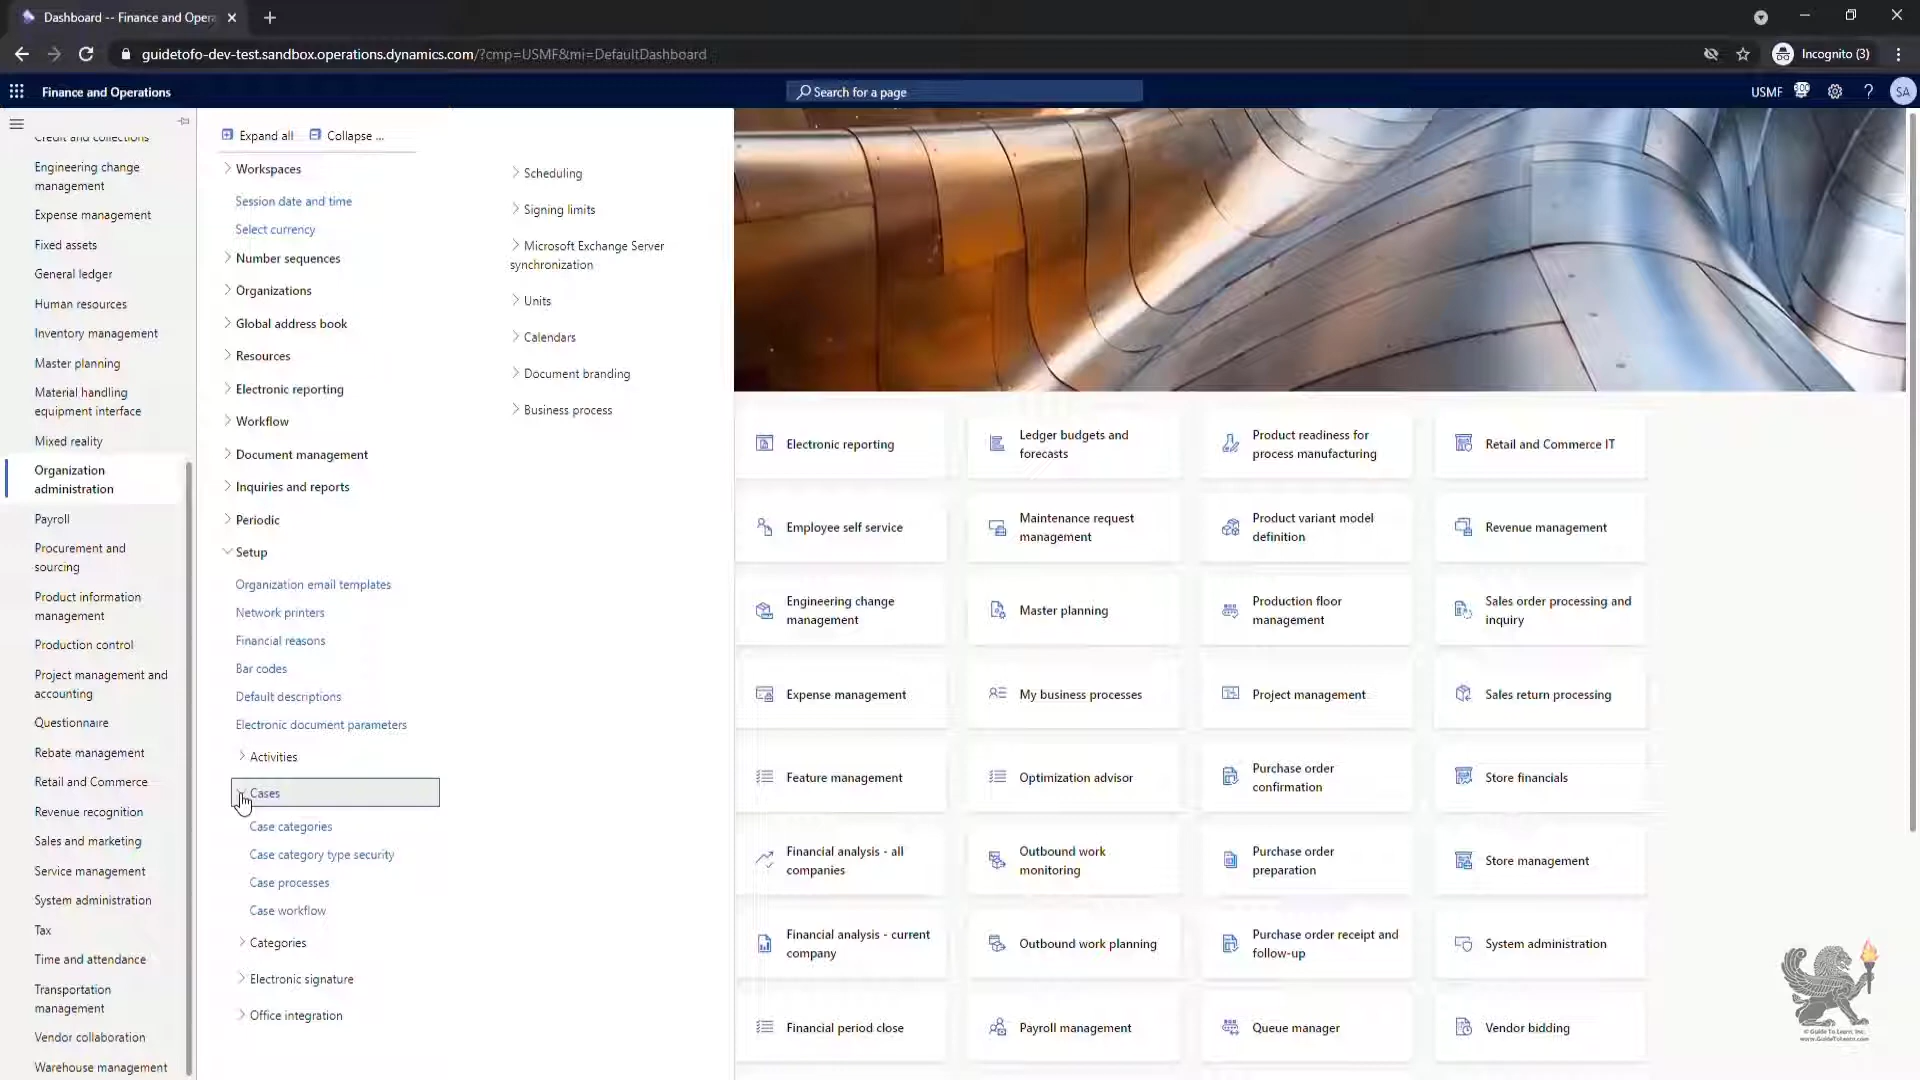 Dashboard -- Finance and Opera
guidetofo-dev-test.sandbox.operations.dynamics.com/?cmp=USMF&mi=DefaultDashboard
Incognito (3)
Finance and Operations
Search for a page
USMF
100
SA
Credit and collections
Engineering change
management
Expense management
Fixed assets
General ledger
Human resources
Inventory management
Master planning
Material handling
equipment interface
Mixed reality
Organization
administration
Payroll
Procurement and
sourcing
Product information
management
Production control
Project management and
accounting
Questionnaire
Rebate management
Retail and Commerce
Revenue recognition
Sales and marketing
Service management
System administration
Tax
Time and attendance
Transportation
management
Vendor collaboration
Warehouse management
Expand all
Collapse ...
Workspaces
Session date and time
Select currency
Number sequences
Organizations
Global address book
Resources
Electronic reporting
Workflow
Document management
Inquiries and reports
Periodic
Setup
Organization email templates
Network printers
Financial reasons
Bar codes
Default descriptions
Electronic document parameters
Activities
Cases
Case categories
Case category type security
Case processes
Case workflow
Categories
Electronic signature
Office integration
Scheduling
Signing limits
Microsoft Exchange Server
synchronization
Units
Calendars
Document branding
Business process
Electronic reporting
Employee self service
Engineering change
management
Expense management
Feature management
Financial analysis - all
companies
Financial analysis - current
company
Financial period close
Ledger budgets and
forecasts
Maintenance request
management
Master planning
My business processes
Optimization advisor
Outbound work
monitoring
Outbound work planning
Payroll management
Product readiness for
process manufacturing
Product variant model
definition
Production floor
management
Project management
Purchase order
confirmation
Purchase order
preparation
Purchase order receipt and
follow-up
Queue manager
Retail and Commerce IT
Revenue management
Sales order processing and
inquiry
Sales return processing
Store financials
Store management
System administration
Vendor bidding
© Guide To Learn, Inc.
www.GuideToLearn.com